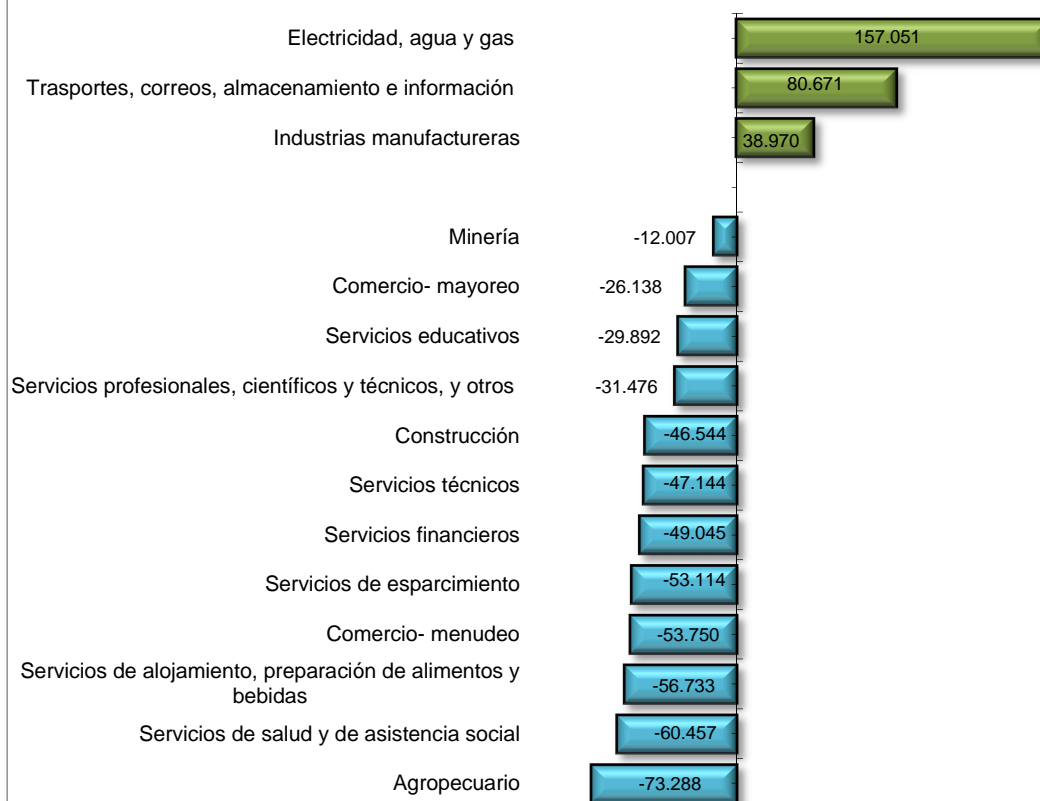 Electricidad, agua y gas 157.051
Trasportes, correos, almacenamiento e información 80.671
Industrias manufactureras 38.970
Minería -12.007
Comercio- mayoreo -26.138
Servicios educativos -29.892
Servicios profesionales, científicos y técnicos, y otros -31.476
Construcción -46.544
Servicios técnicos -47.144
Servicios financieros -49.045
Servicios de esparcimiento -53.114
Comercio- menudeo -53.750
Servicios de alojamiento, preparación de alimentos y
bebidas -56.733
Servicios de salud y de asistencia social -60.457
Agropecuario -73.288